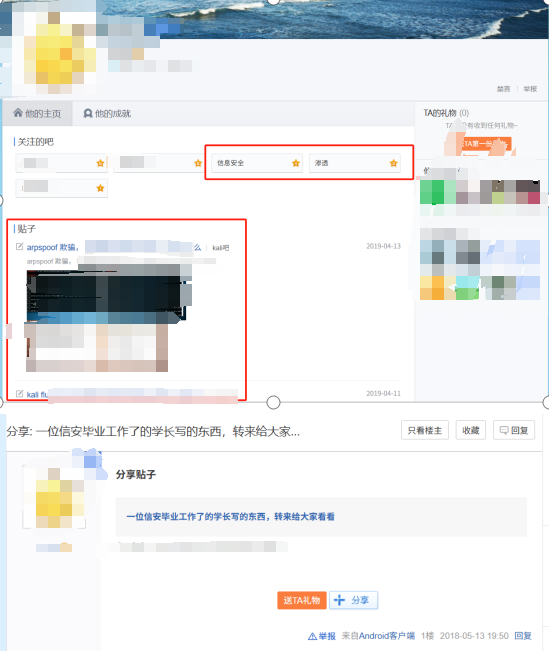 拉黑 | 举报
他的主页
他的成就
TA的礼物 (0)
关注的吧
信息安全
渗透
贴子
arpspoof 欺骗，
么 | kali吧
2019-04-13
arpspoof 欺骗，
kali flu
2019-04-11
分享: 一位信安毕业工作了的学长写的东西，转来给大家...
只看楼主
收藏
回复
分享贴子
一位信安毕业工作了的学长写的东西，转来给大家看看
送TA礼物
分享
举报 来自Android客户端 1楼 2018-05-13 19:50 回复